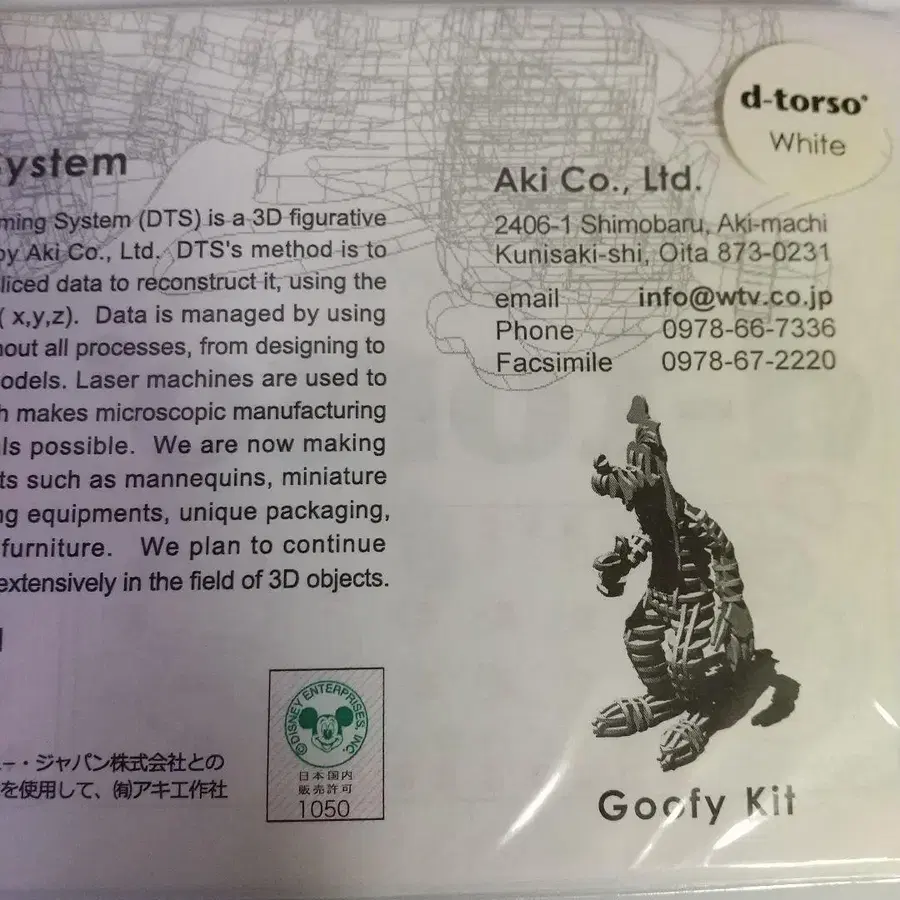 ystem
ming System (DTS) is a 3D figurative
by Aki Co., Ltd. DTS's method is to
liced data to reconstruct it, using the
( x,y,z). Data is managed by using
hout all processes, from designing to
odels. Laser machines are used to
h makes microscopic manufacturing
ls possible. We are now making
ts such as mannequins, miniature
ng equipments, unique packaging,
furniture. We plan to continue
extensively in the field of 3D objects.
d-torso®
White
Aki Co., Ltd.
2406-1 Shimobaru, Aki-machi
Kunisaki-shi, Oita 873-0231
email info@wtv.co.jp
Phone 0978-66-7336
Facsimile 0978-67-2220
ー・ジャパン株式会社との
を使用して、㈲アキ工作社
©DISNEY ENTERPRISES, INC.
日本国内
販売許可
1050
Goofy Kit